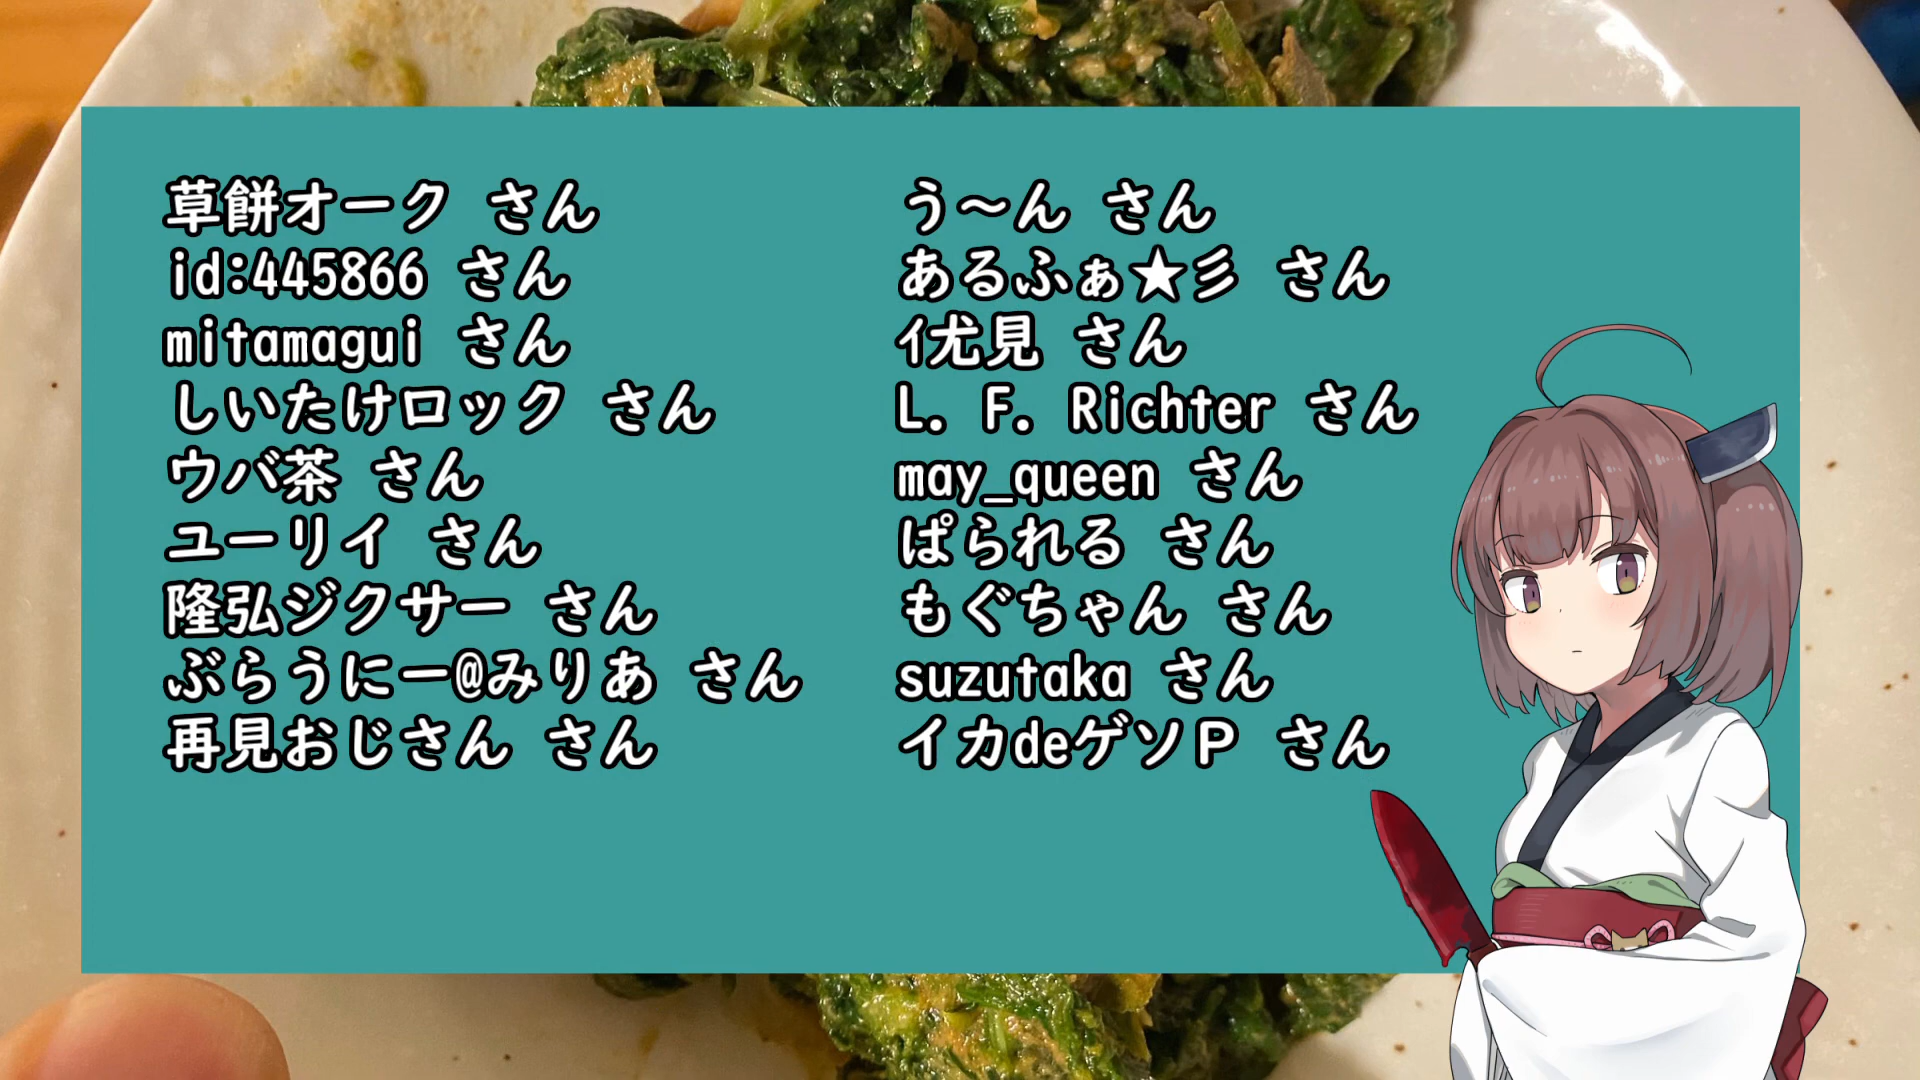 草餅オーク さん
id:445866 さん
mitamagui さん
しいたけロック さん
ウバ茶 さん
ユーリイ さん
隆弘ジクサー さん
ぶらうにー@みりあ さん
再見おじさん さん
う～ん さん
あるふぁ★彡 さん
ｲ尤見 さん
L. F. Richter さん
may_queen さん
ぱられる さん
もぐちゃん さん
suzutaka さん
イカdeゲソＰ さん